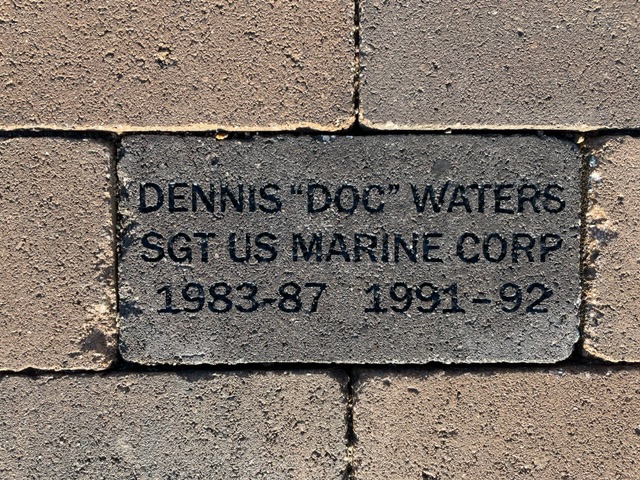 DENNIS "DOC" WATERS
SGT US MARINE CORP
1983-87 1991-92